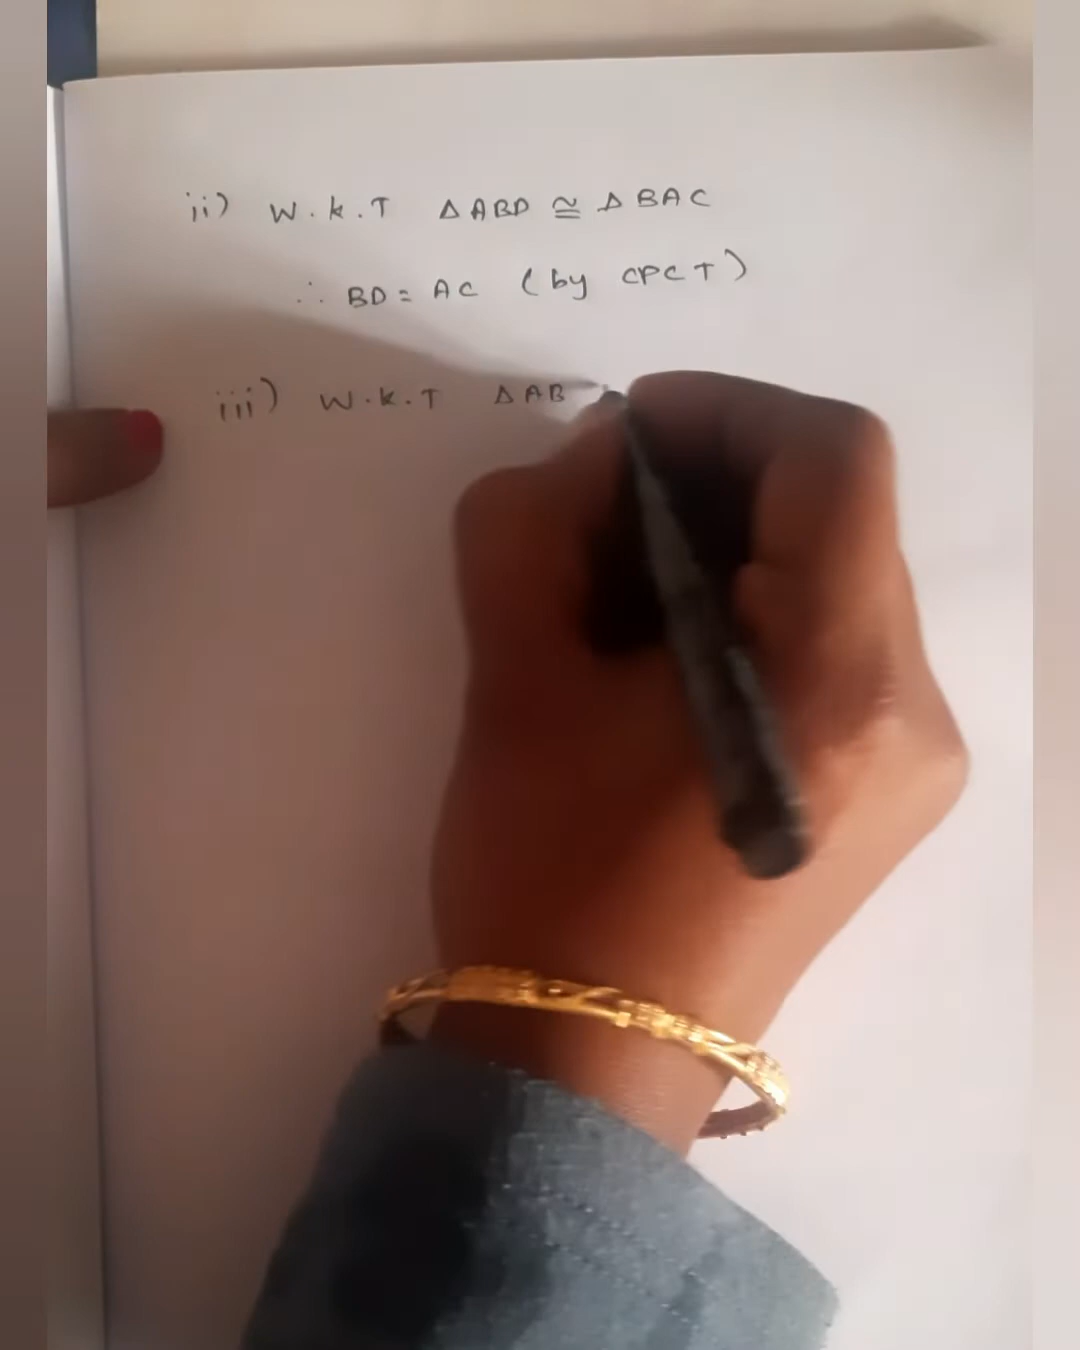 ii) W.K.T ΔABD ≅ ΔBAC
∴ BD = AC (by CPCT)
iii) W.K.T ΔAB